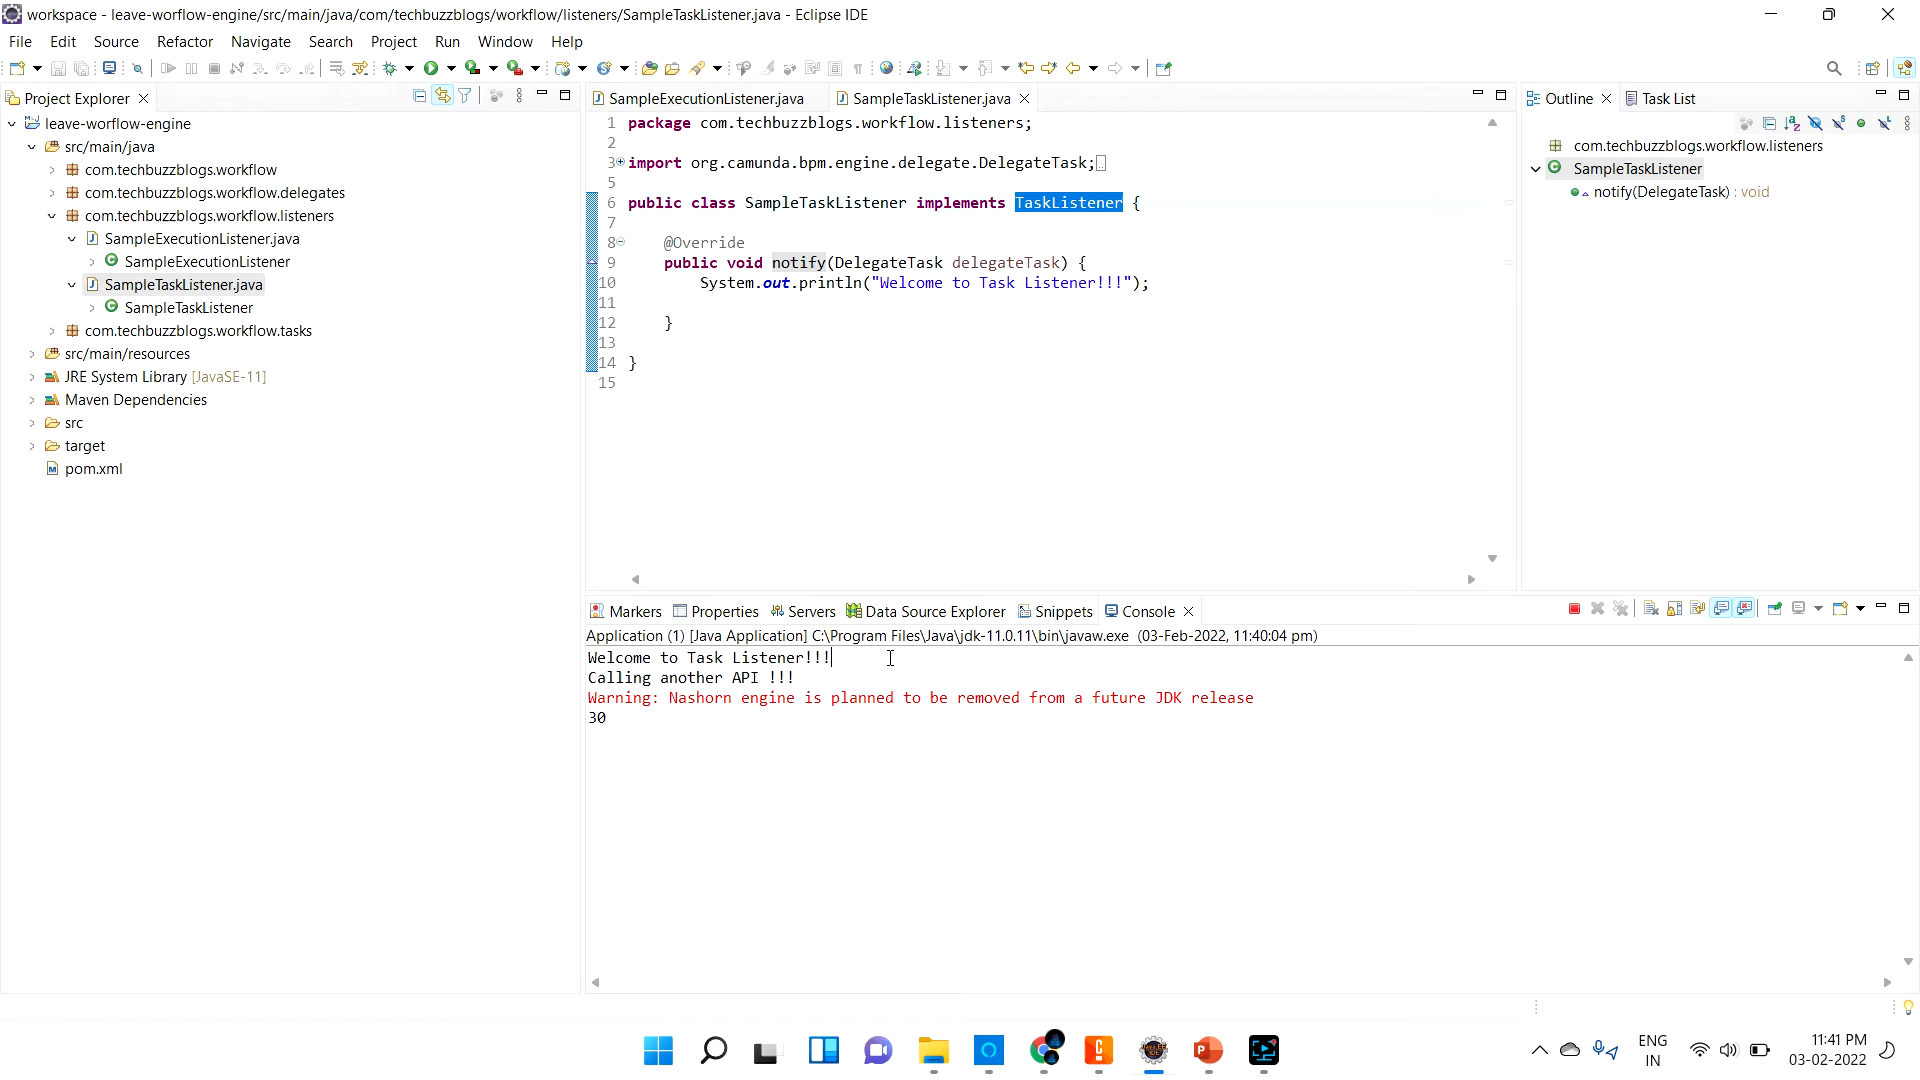 workspace - leave-worflow-engine/src/main/java/com/techbuzzblogs/workflow/listeners/SampleTaskListener.java - Eclipse IDE
File Edit Source Refactor Navigate Search Project Run Window Help
Project Explorer
leave-worflow-engine
src/main/java
com.techbuzzblogs.workflow
com.techbuzzblogs.workflow.delegates
com.techbuzzblogs.workflow.listeners
SampleExecutionListener.java
SampleExecutionListener
SampleTaskListener.java
SampleTaskListener
com.techbuzzblogs.workflow.tasks
src/main/resources
JRE System Library [JavaSE-11]
Maven Dependencies
src
target
pom.xml
SampleExecutionListener.java SampleTaskListener.java
1 package com.techbuzzblogs.workflow.listeners;
2
3 import org.camunda.bpm.engine.delegate.DelegateTask;
5
6 public class SampleTaskListener implements TaskListener {
7
8 @Override
9 public void notify(DelegateTask delegateTask) {
10 System.out.println("Welcome to Task Listener!!!");
11
12 }
13
14 }
15
Outline Task List
com.techbuzzblogs.workflow.listeners
SampleTaskListener
notify(DelegateTask) : void
Markers Properties Servers Data Source Explorer Snippets Console
Application (1) [Java Application] C:\Program Files\Java\jdk-11.0.11\bin\javaw.exe (03-Feb-2022, 11:40:04 pm)
Welcome to Task Listener!!!
Calling another API !!!
Warning: Nashorn engine is planned to be removed from a future JDK release
30
ENG
IN
11:41 PM
03-02-2022